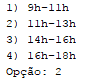 1) 9h-11h
2) 11h-13h
3) 14h-16h
4) 16h-18h
Opção: 2